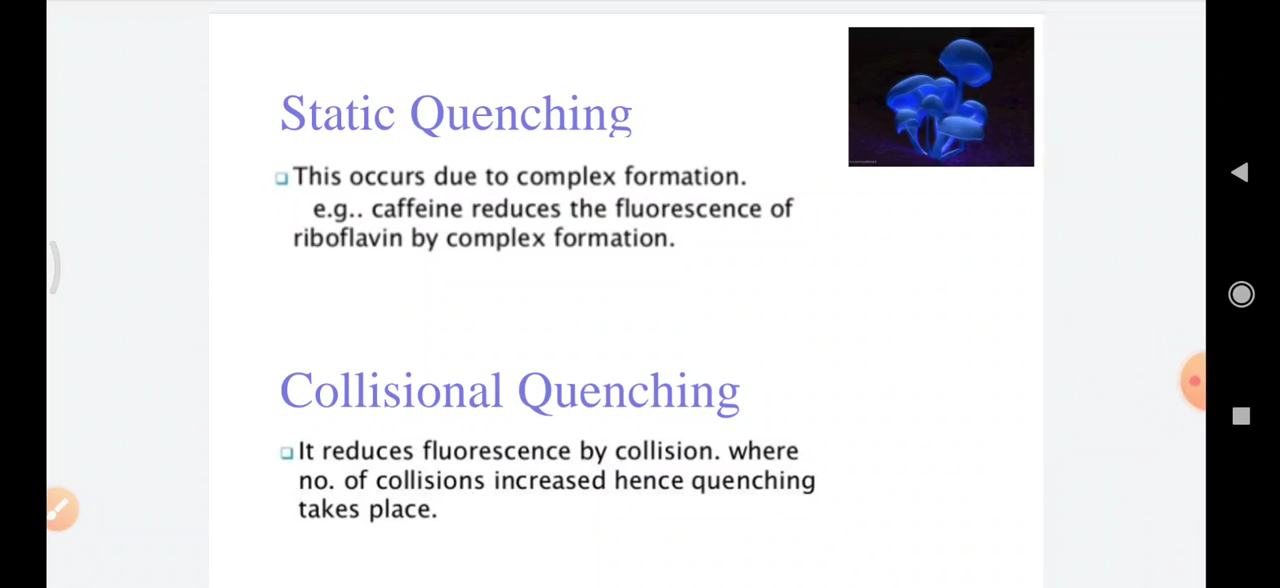 Static Quenching
This occurs due to complex formation.
e.g.. caffeine reduces the fluorescence of
riboflavin by complex formation.
Collisional Quenching
It reduces fluorescence by collision. where
no. of collisions increased hence quenching
takes place.